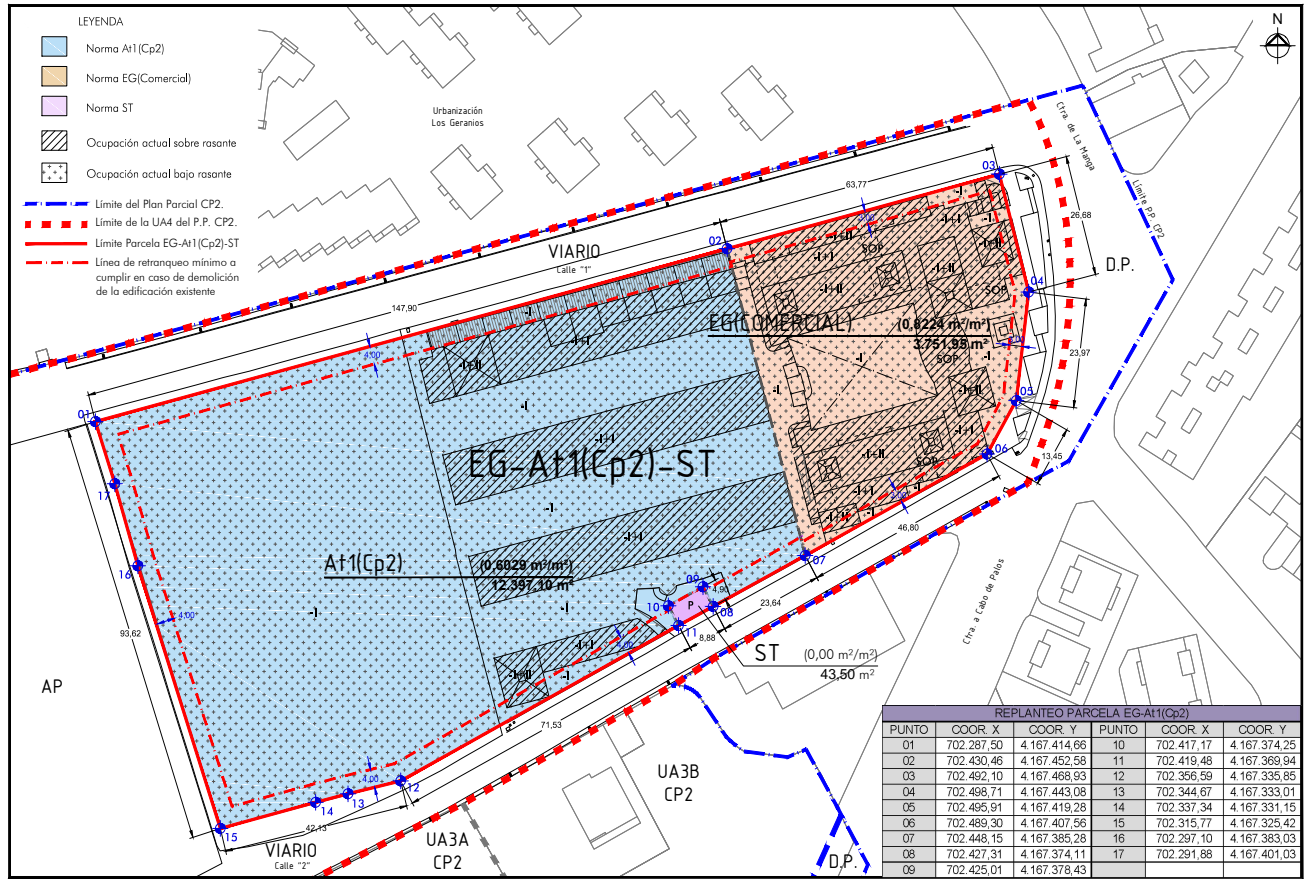 LEYENDA
Norma At1(Cp2)
Norma EG(Comercial)
Norma ST
Ocupación actual sobre rasante
Ocupación actual bajo rasante
Límite del Plan Parcial CP2.
Límite de la UA4 del P.P. CP2.
Límite Parcela EG-At1(Cp2)-ST
Línea de retranqueo mínimo a
cumplir en caso de demolición
de la edificación existente
N
Urbanización
Los Geranios
Ctra. de La Manga
Límite P.P. CP2
D.P.
VIARIO
Calle "1"
63,77
147,90
26,68
23,97
13,45
46,80
23,64
4,90
8,88
71,53
42,13
93,62
01
02
03
04
05
06
07
08
09
10
11
12
13
14
15
16
17
4,00
4,00
4,00
EG(COMERCIAL)
(0,8224 m²/m²)
3.751,95 m²
SOP
SOP
SOP
SOP
EG-At1(Cp2)-ST
At1(Cp2)
(0,6029 m²/m²)
12.397,10 m²
P
ST
(0,00 m²/m²)
43,50 m²
AP
Ctra. a Cabo de Palos
UA3B
CP2
UA3A
CP2
VIARIO
Calle "2"
D.P.
REPLANTEO PARCELA EG-At1(Cp2)
PUNTO COOR. X COOR. Y PUNTO COOR. X COOR. Y
01 702.287,50 4.167.414,66 10 702.417,17 4.167.374,25
02 702.430,46 4.167.452,58 11 702.419,48 4.167.369,94
03 702.492,10 4.167.468,93 12 702.356,59 4.167.335,85
04 702.498,71 4.167.443,08 13 702.344,67 4.167.333,01
05 702.495,91 4.167.419,28 14 702.337,34 4.167.331,15
06 702.489,30 4.167.407,56 15 702.315,77 4.167.325,42
07 702.448,15 4.167.385,28 16 702.297,10 4.167.383,03
08 702.427,31 4.167.374,11 17 702.291,88 4.167.401,03
09 702.425,01 4.167.378,43